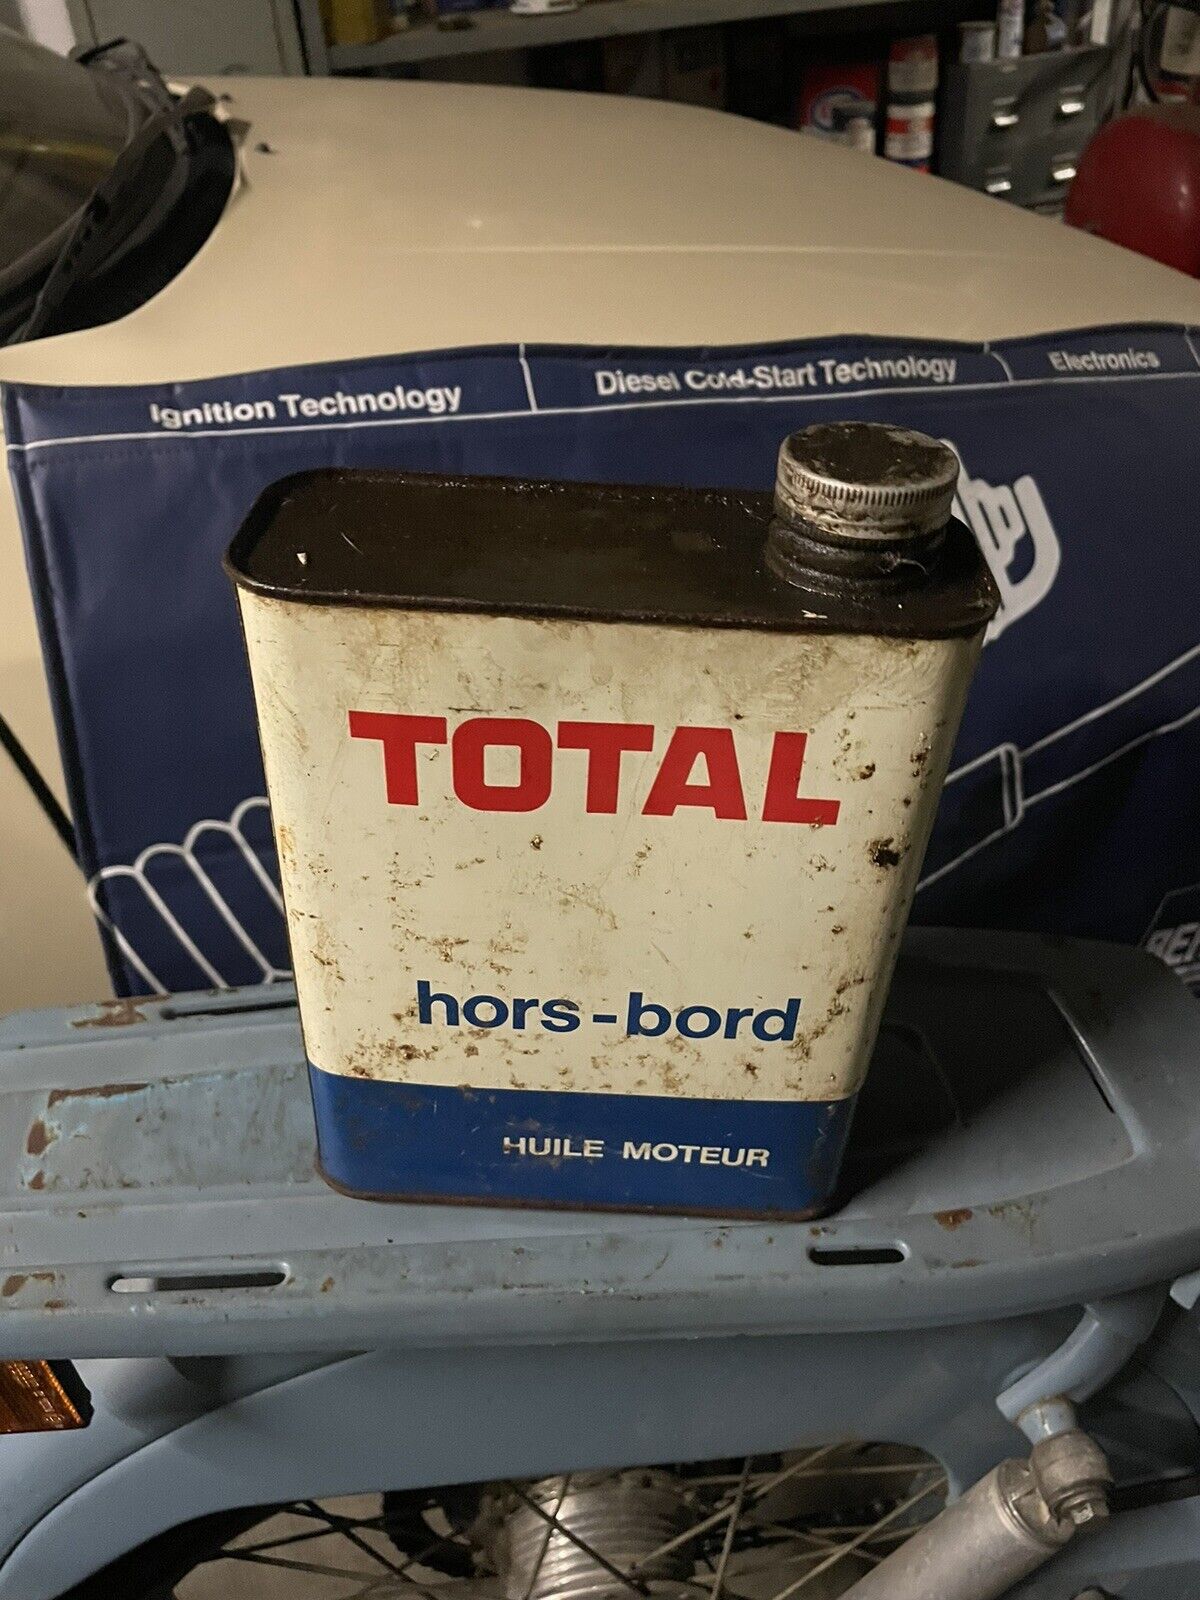 Ignition Technology
Diesel Cold-Start Technology
Electronics
TOTAL
hors-bord
HUILE MOTEUR